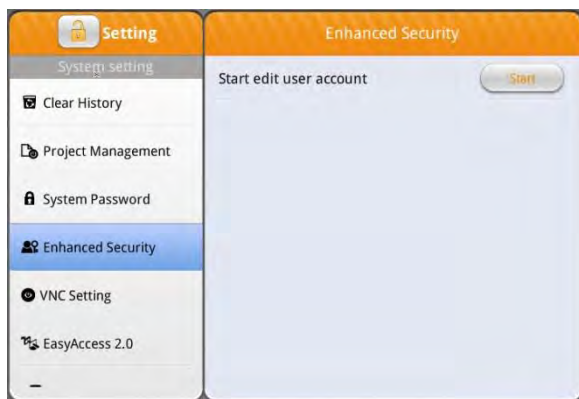 Setting
System setting
Clear History
Project Management
System Password
Enhanced Security
VNC Setting
EasyAccess 2.0
Enhanced Security
Start edit user account
Start